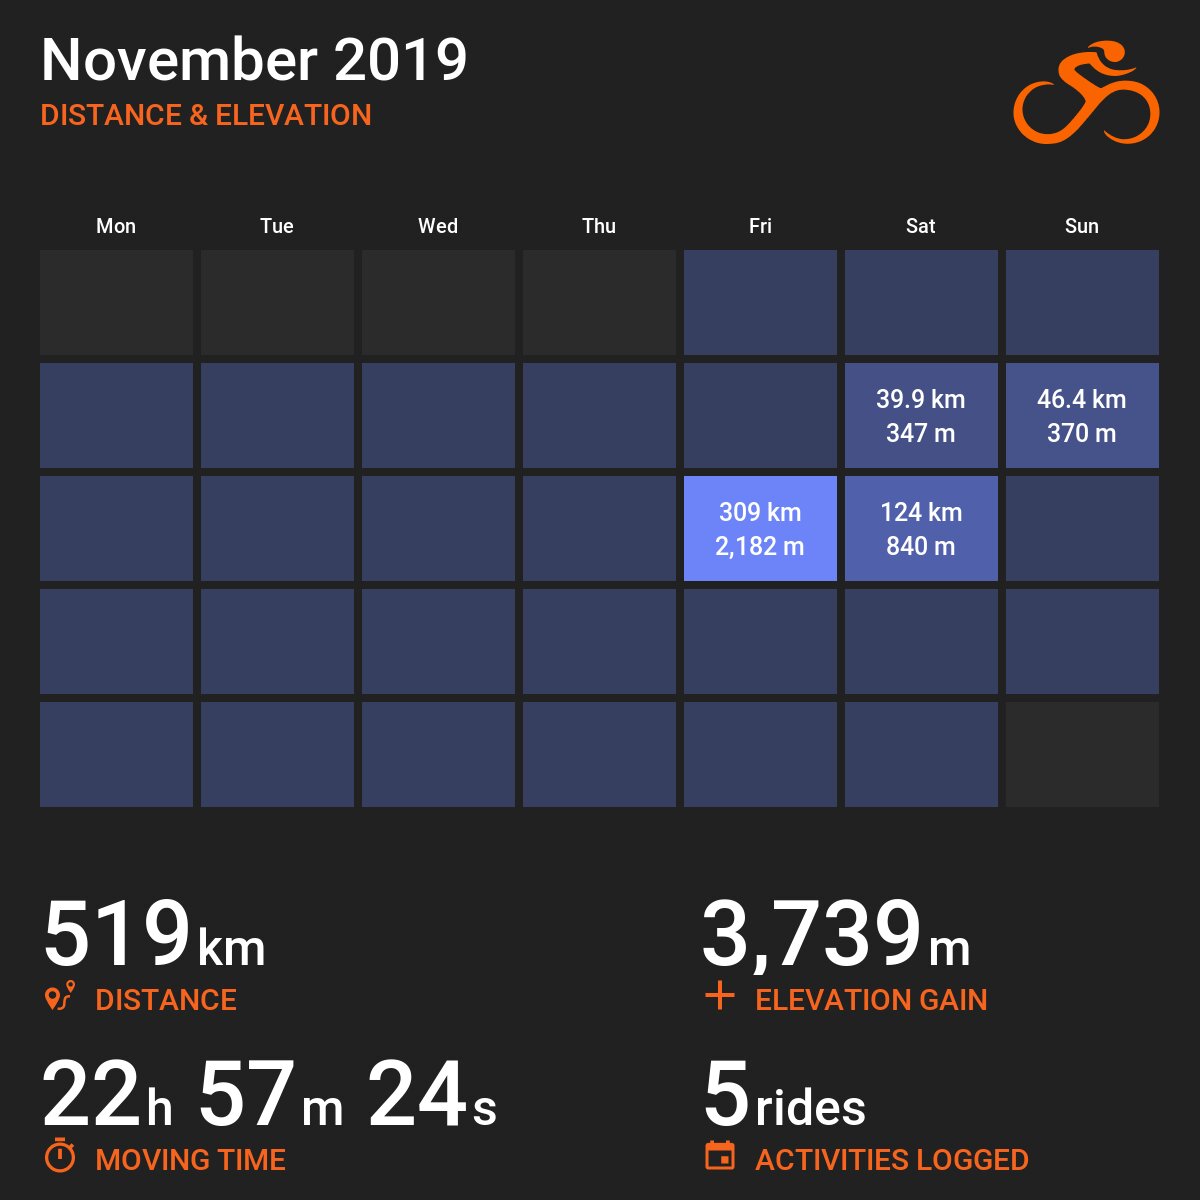 November 2019
DISTANCE & ELEVATION
Mon Tue Wed Thu Fri Sat Sun
39.9 km 46.4 km
347 m 370 m
309 km 124 km
2,182 m 840 m
519 km 3,739 m
DISTANCE ELEVATION GAIN
22h 57m 24s 5 rides
MOVING TIME ACTIVITIES LOGGED